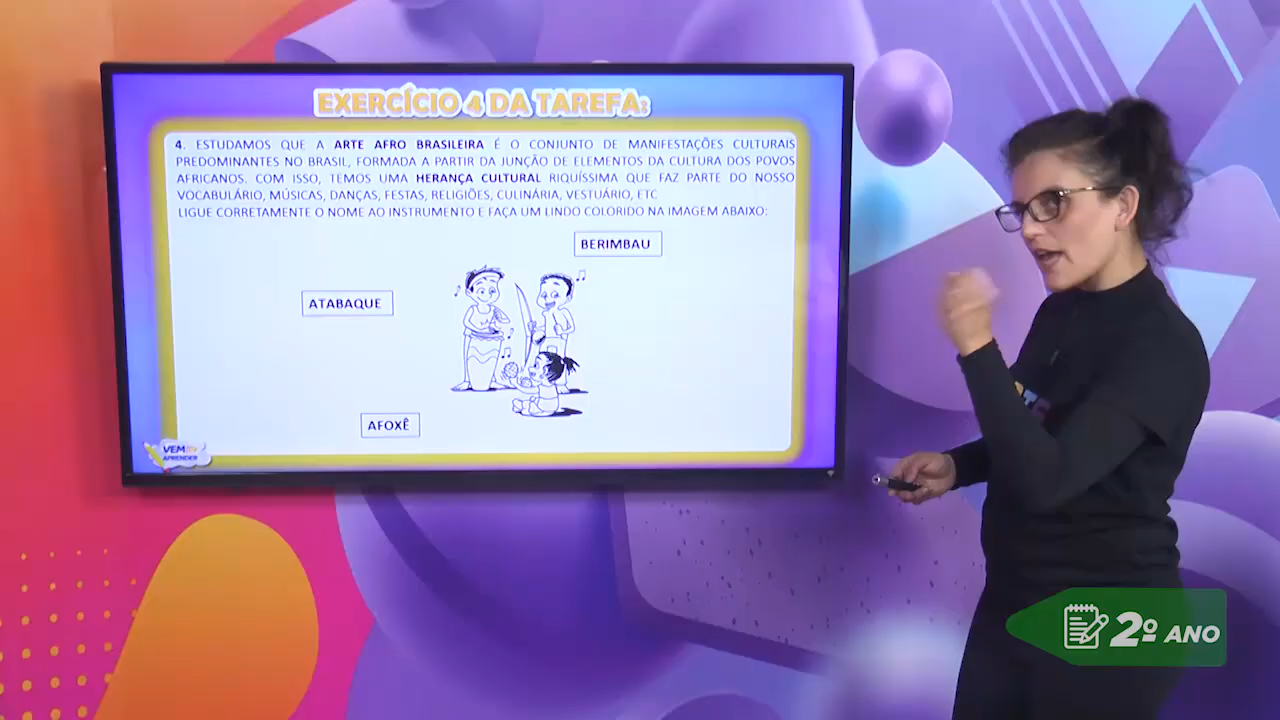 EXERCÍCIO 4 DA TAREFA:
4. ESTUDAMOS QUE A ARTE AFRO BRASILEIRA É O CONJUNTO DE MANIFESTAÇÕES CULTURAIS
PREDOMINANTES NO BRASIL, FORMADA A PARTIR DA JUNÇÃO DE ELEMENTOS DA CULTURA DOS POVOS
AFRICANOS. COM ISSO, TEMOS UMA HERANÇA CULTURAL RIQUÍSSIMA QUE FAZ PARTE DO NOSSO
VOCABULÁRIO, MÚSICAS, DANÇAS, FESTAS, RELIGIÕES, CULINÁRIA, VESTUÁRIO, ETC
LIGUE CORRETAMENTE O NOME AO INSTRUMENTO E FAÇA UM LINDO COLORIDO NA IMAGEM ABAIXO:
BERIMBAU
ATABAQUE
AFOXÊ
VEM
APRENDER
2º ANO